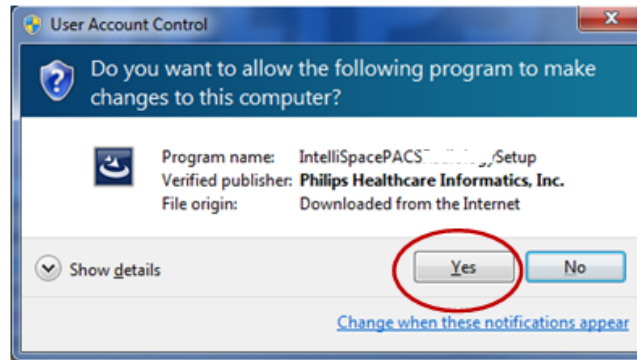 User Account Control
Do you want to allow the following program to make
changes to this computer?
Program name: IntelliSpacePACS Setup
Verified publisher: Philips Healthcare Informatics, Inc.
File origin: Downloaded from the Internet
Show details
Yes
No
Change when these notifications appear